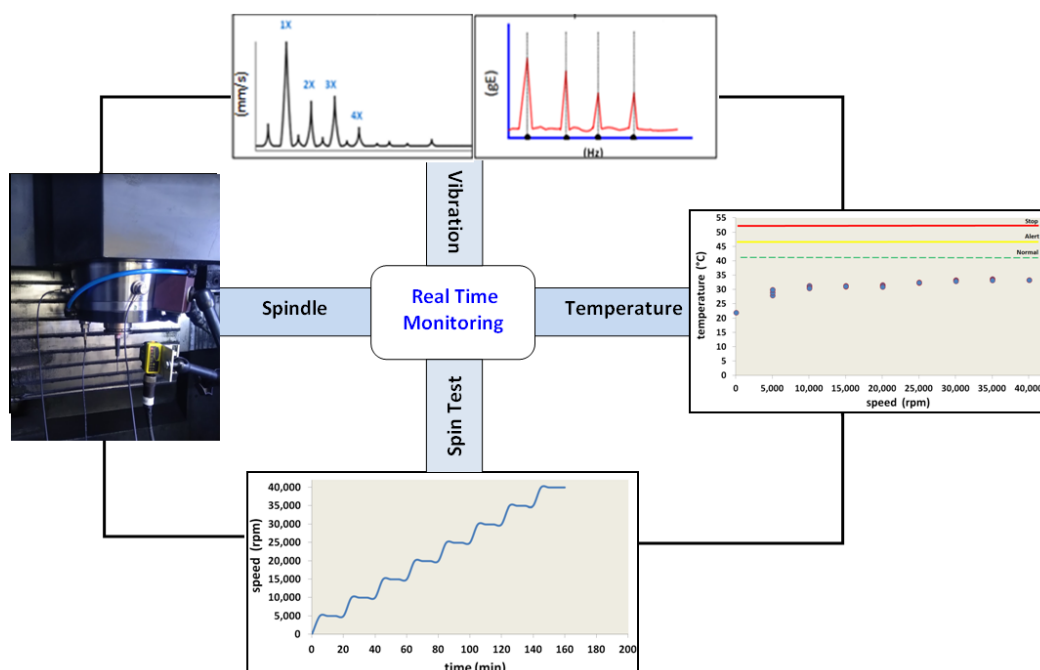 1X
2X
3X
4X
(mm/s)
(gE)
(Hz)
Vibration
Spindle
Real Time
Monitoring
Temperature
Spin Test
temperature (°C)
55
50
45
40
35
30
25
20
15
10
5
0
Stop
Alert
Normal
0 5,000 10,000 15,000 20,000 25,000 30,000 35,000 40,000
speed (rpm)
speed (rpm)
40,000
35,000
30,000
25,000
20,000
15,000
10,000
5,000
0
0 20 40 60 80 100 120 140 160 180 200
time (min)